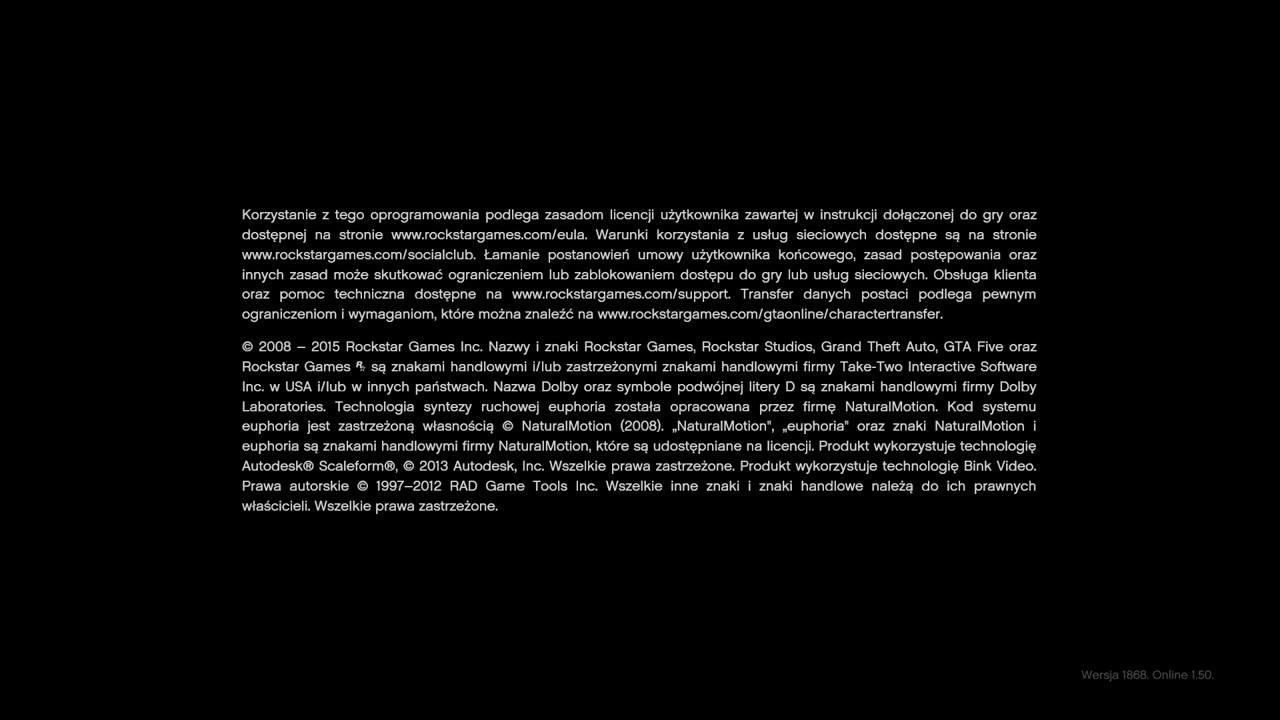 Korzystanie z tego oprogramowania podlega zasadom licencji użytkownika zawartej w instrukcji dołączonej do gry oraz
dostępnej na stronie www.rockstargames.com/eula. Warunki korzystania z usług sieciowych dostępne są na stronie
www.rockstargames.com/socialclub. Łamanie postanowień umowy użytkownika końcowego, zasad postępowania oraz
innych zasad może skutkować ograniczeniem lub zablokowaniem dostępu do gry lub usług sieciowych. Obsługa klienta
oraz pomoc techniczna dostępne na www.rockstargames.com/support. Transfer danych postaci podlega pewnym
ograniczeniom i wymaganiom, które można znaleźć na www.rockstargames.com/gtaonline/charactertransfer.
© 2008 – 2015 Rockstar Games Inc. Nazwy i znaki Rockstar Games, Rockstar Studios, Grand Theft Auto, GTA Five oraz
Rockstar Games R* są znakami handlowymi i/lub zastrzeżonymi znakami handlowymi firmy Take-Two Interactive Software
Inc. w USA i/lub w innych państwach. Nazwa Dolby oraz symbole podwójnej litery D są znakami handlowymi firmy Dolby
Laboratories. Technologia syntezy ruchowej euphoria została opracowana przez firmę NaturalMotion. Kod systemu
euphoria jest zastrzeżoną własnością © NaturalMotion (2008). „NaturalMotion", „euphoria" oraz znaki NaturalMotion i
euphoria są znakami handlowymi firmy NaturalMotion, które są udostępniane na licencji. Produkt wykorzystuje technologię
Autodesk® Scaleform®, © 2013 Autodesk, Inc. Wszelkie prawa zastrzeżone. Produkt wykorzystuje technologię Bink Video.
Prawa autorskie © 1997–2012 RAD Game Tools Inc. Wszelkie inne znaki i znaki handlowe należą do ich prawnych
właścicieli. Wszelkie prawa zastrzeżone.
Wersja 1868. Online 1.50.